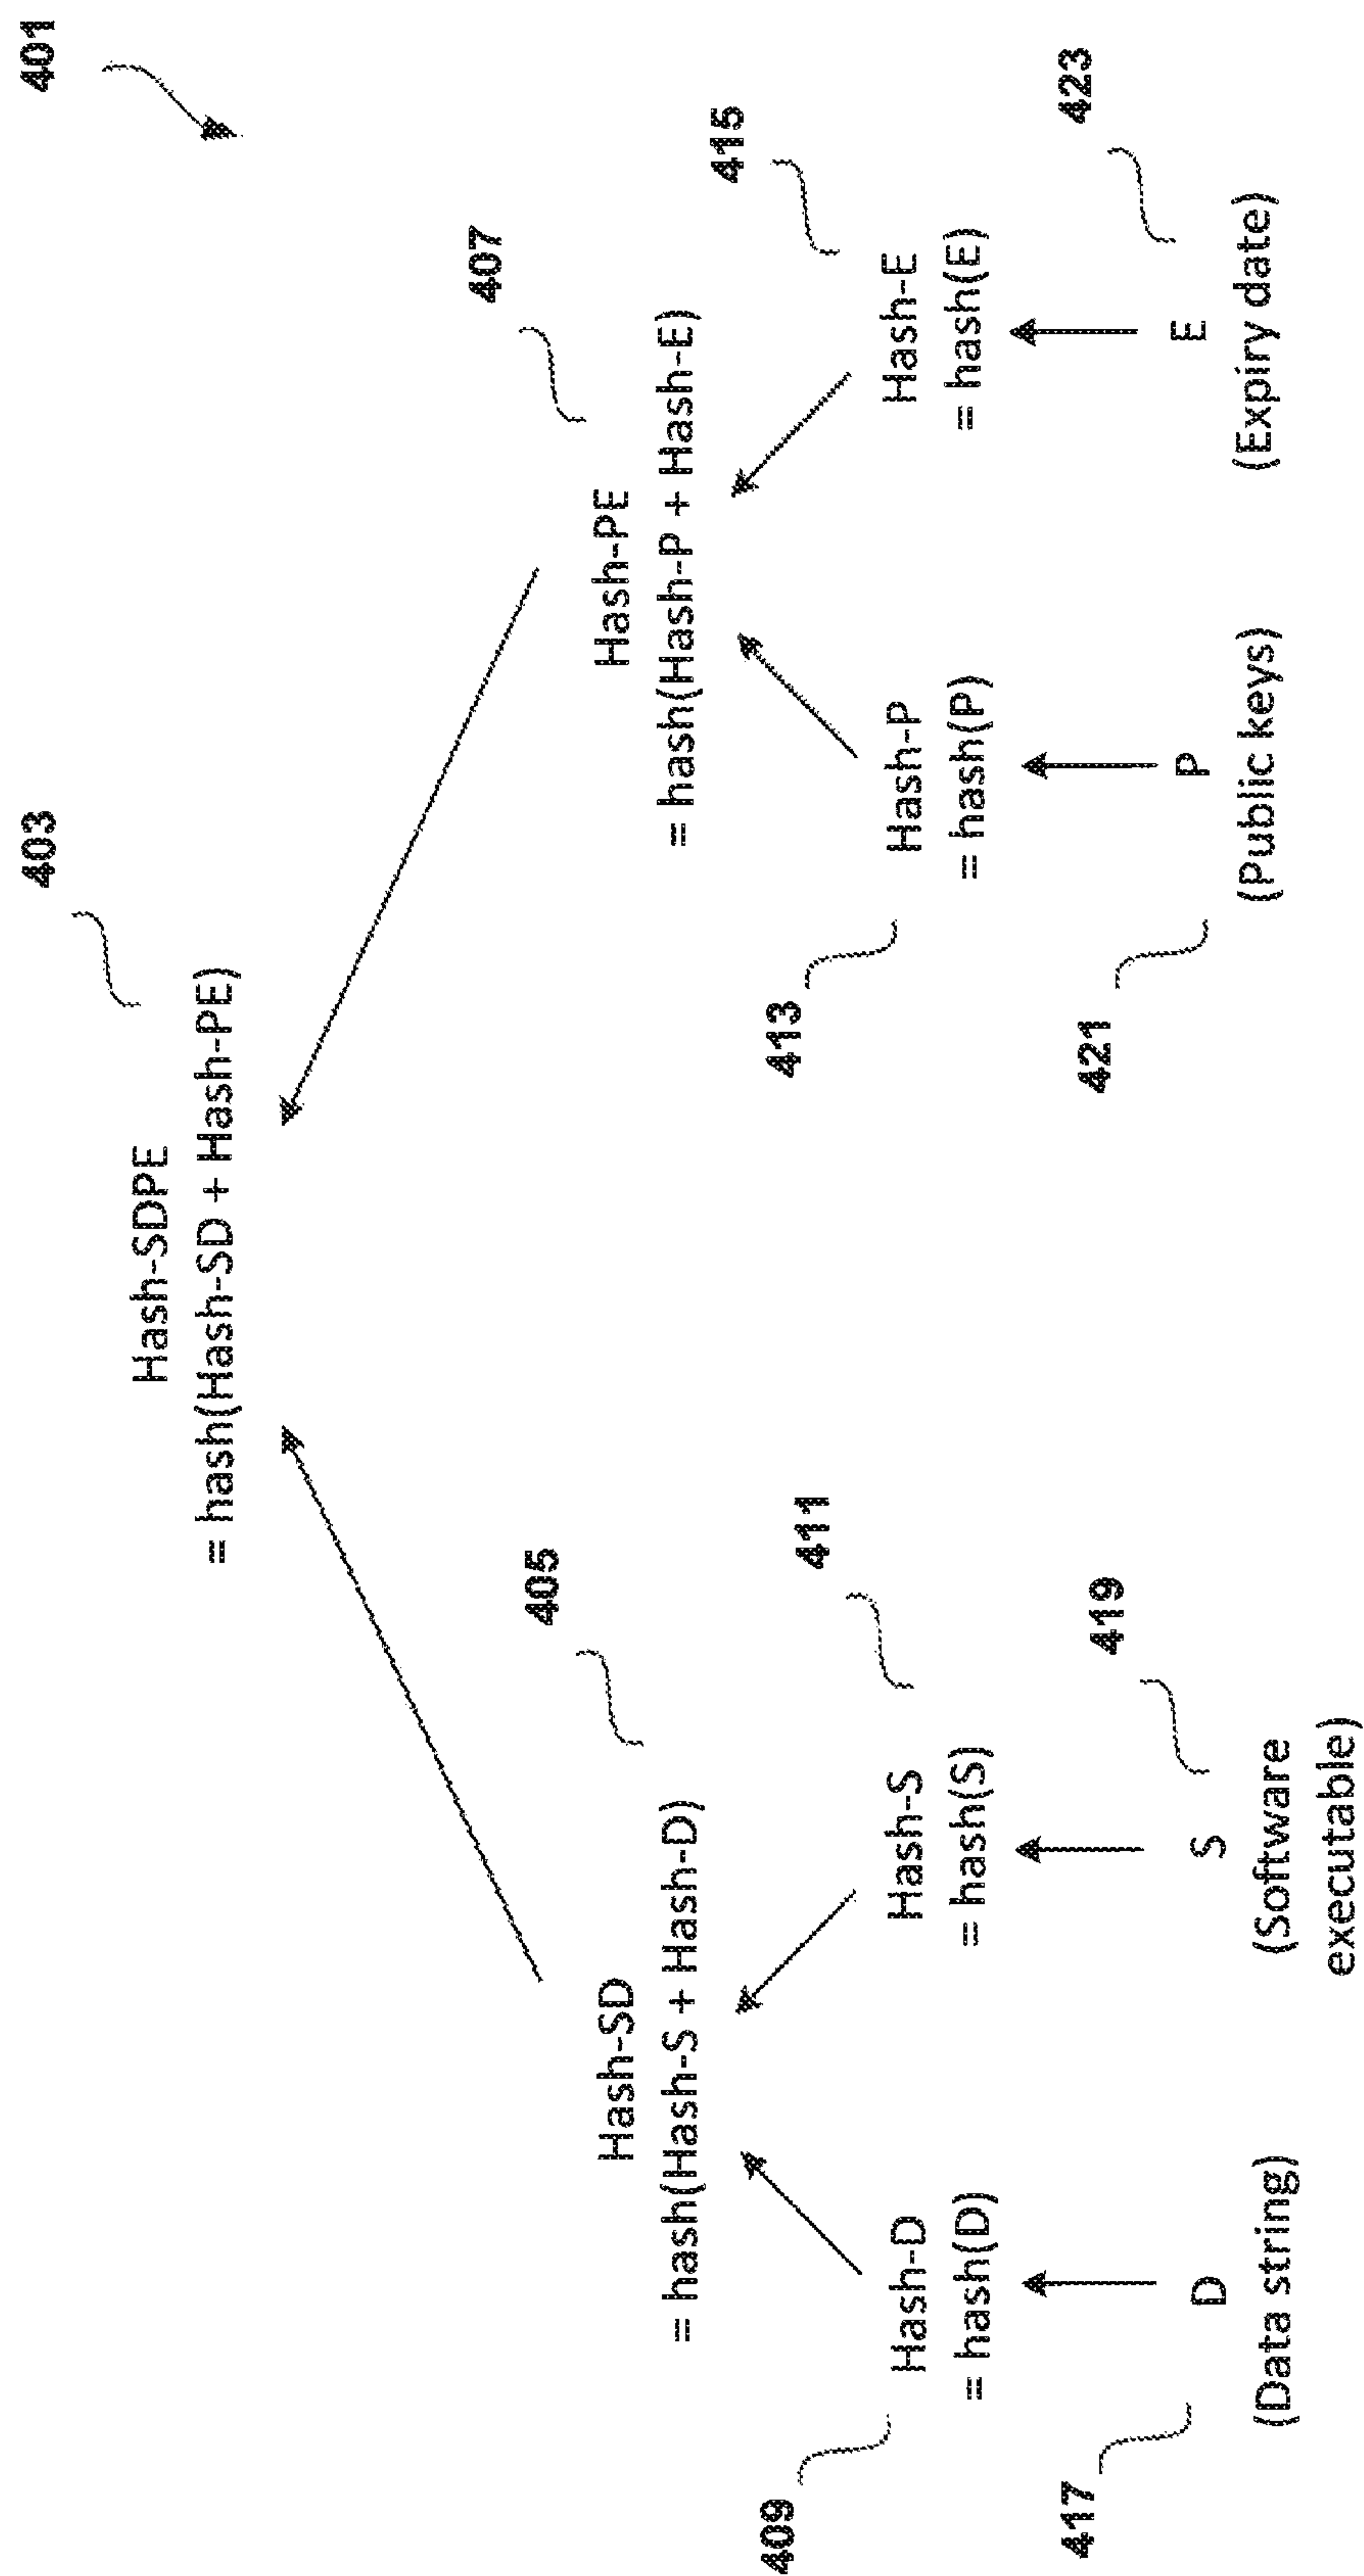 401
403
Hash-SDPE
= hash(Hash-SD + Hash-PE)
405
407
Hash-SD
= hash(Hash-S + Hash-D)
Hash-PE
= hash(Hash-P + Hash-E)
409
Hash-D
= hash(D)
411
Hash-S
= hash(S)
413
Hash-P
= hash(P)
415
Hash-E
= hash(E)
417
D
(Data string)
419
S
(Software
executable)
421
P
(Public keys)
423
E
(Expiry date)